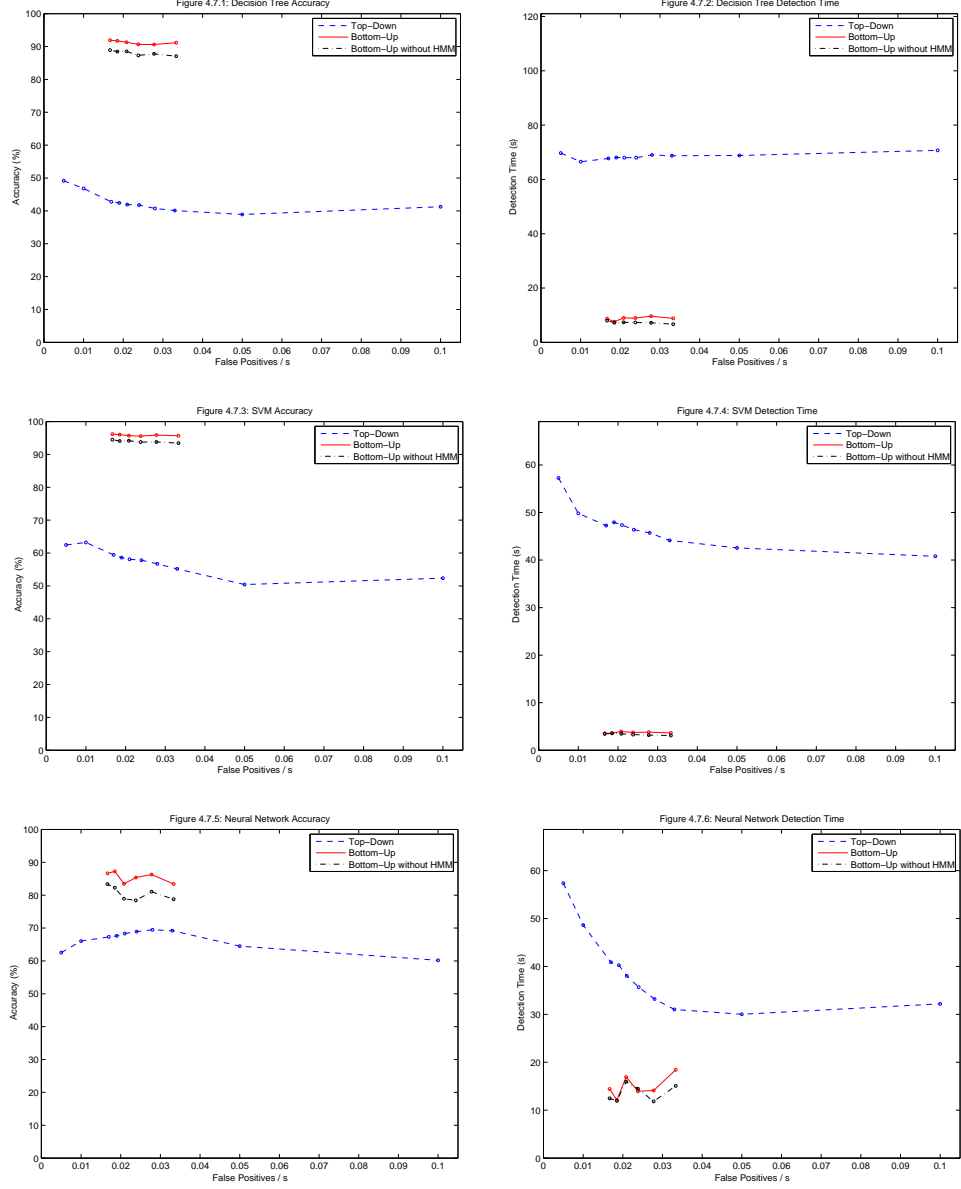 Figure 4.7.1: Decision Tree Accuracy
100
90
80
70
60
50
40
30
20
10
0
Accuracy (%)
0 0.01 0.02 0.03 0.04 0.05 0.06 0.07 0.08 0.09 0.1
False Positives / s
Top−Down
Bottom−Up
Bottom−Up without HMM
Figure 4.7.2: Decision Tree Detection Time
120
100
80
60
40
20
0
Detection Time (s)
0 0.01 0.02 0.03 0.04 0.05 0.06 0.07 0.08 0.09 0.1
False Positives / s
Top−Down
Bottom−Up
Bottom−Up without HMM
Figure 4.7.3: SVM Accuracy
100
90
80
70
60
50
40
30
20
10
0
Accuracy (%)
0 0.01 0.02 0.03 0.04 0.05 0.06 0.07 0.08 0.09 0.1
False Positives / s
Top−Down
Bottom−Up
Bottom−Up without HMM
Figure 4.7.4: SVM Detection Time
60
50
40
30
20
10
0
Detection Time (s)
0 0.01 0.02 0.03 0.04 0.05 0.06 0.07 0.08 0.09 0.1
False Positives / s
Top−Down
Bottom−Up
Bottom−Up without HMM
Figure 4.7.5: Neural Network Accuracy
100
90
80
70
60
50
40
30
20
10
0
Accuracy (%)
0 0.01 0.02 0.03 0.04 0.05 0.06 0.07 0.08 0.09 0.1
False Positives / s
Top−Down
Bottom−Up
Bottom−Up without HMM
Figure 4.7.6: Neural Network Detection Time
60
50
40
30
20
10
0
Detection Time (s)
0 0.01 0.02 0.03 0.04 0.05 0.06 0.07 0.08 0.09 0.1
False Positives / s
Top−Down
Bottom−Up
Bottom−Up without HMM